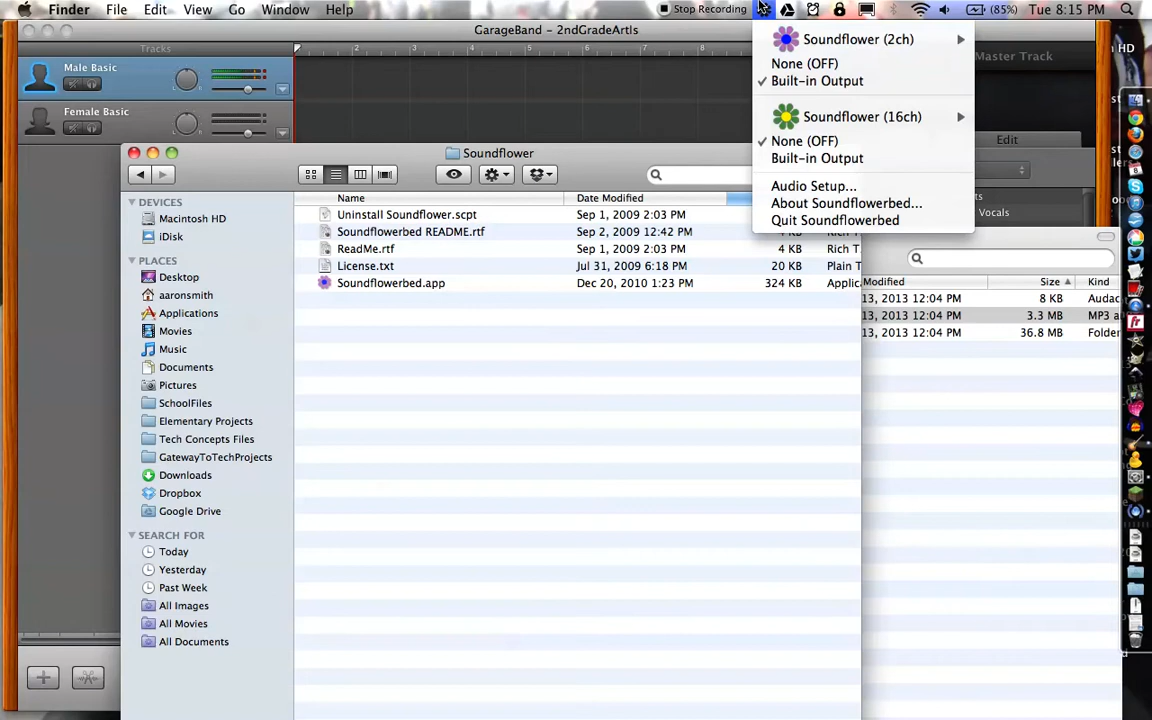 Finder File Edit View Go Window Help Stop Recording (85%) Tue 8:15 PM
GarageBand - 2ndGradeArtIs
Tracks
Male Basic
Female Basic
Master Track
Edit
Vocals
Soundflower (2ch)
None (OFF)
✓ Built-in Output
Soundflower (16ch)
✓ None (OFF)
Built-in Output
Audio Setup...
About Soundflowerbed...
Quit Soundflowerbed
Soundflower
DEVICES
Macintosh HD
iDisk
PLACES
Desktop
aaronsmith
Applications
Movies
Music
Documents
Pictures
SchoolFiles
Elementary Projects
Tech Concepts Files
GatewayToTechProjects
Downloads
Dropbox
Google Drive
SEARCH FOR
Today
Yesterday
Past Week
All Images
All Movies
All Documents
Name Date Modified
Uninstall Soundflower.scpt Sep 1, 2009 2:03 PM
Soundflowerbed README.rtf Sep 2, 2009 12:42 PM
ReadMe.rtf Sep 1, 2009 2:03 PM 4 KB Rich T
License.txt Jul 31, 2009 6:18 PM 20 KB Plain T
Soundflowerbed.app Dec 20, 2010 1:23 PM 324 KB Applic
Modified Size Kind
13, 2013 12:04 PM 8 KB Audac
13, 2013 12:04 PM 3.3 MB MP3 a
13, 2013 12:04 PM 36.8 MB Folder